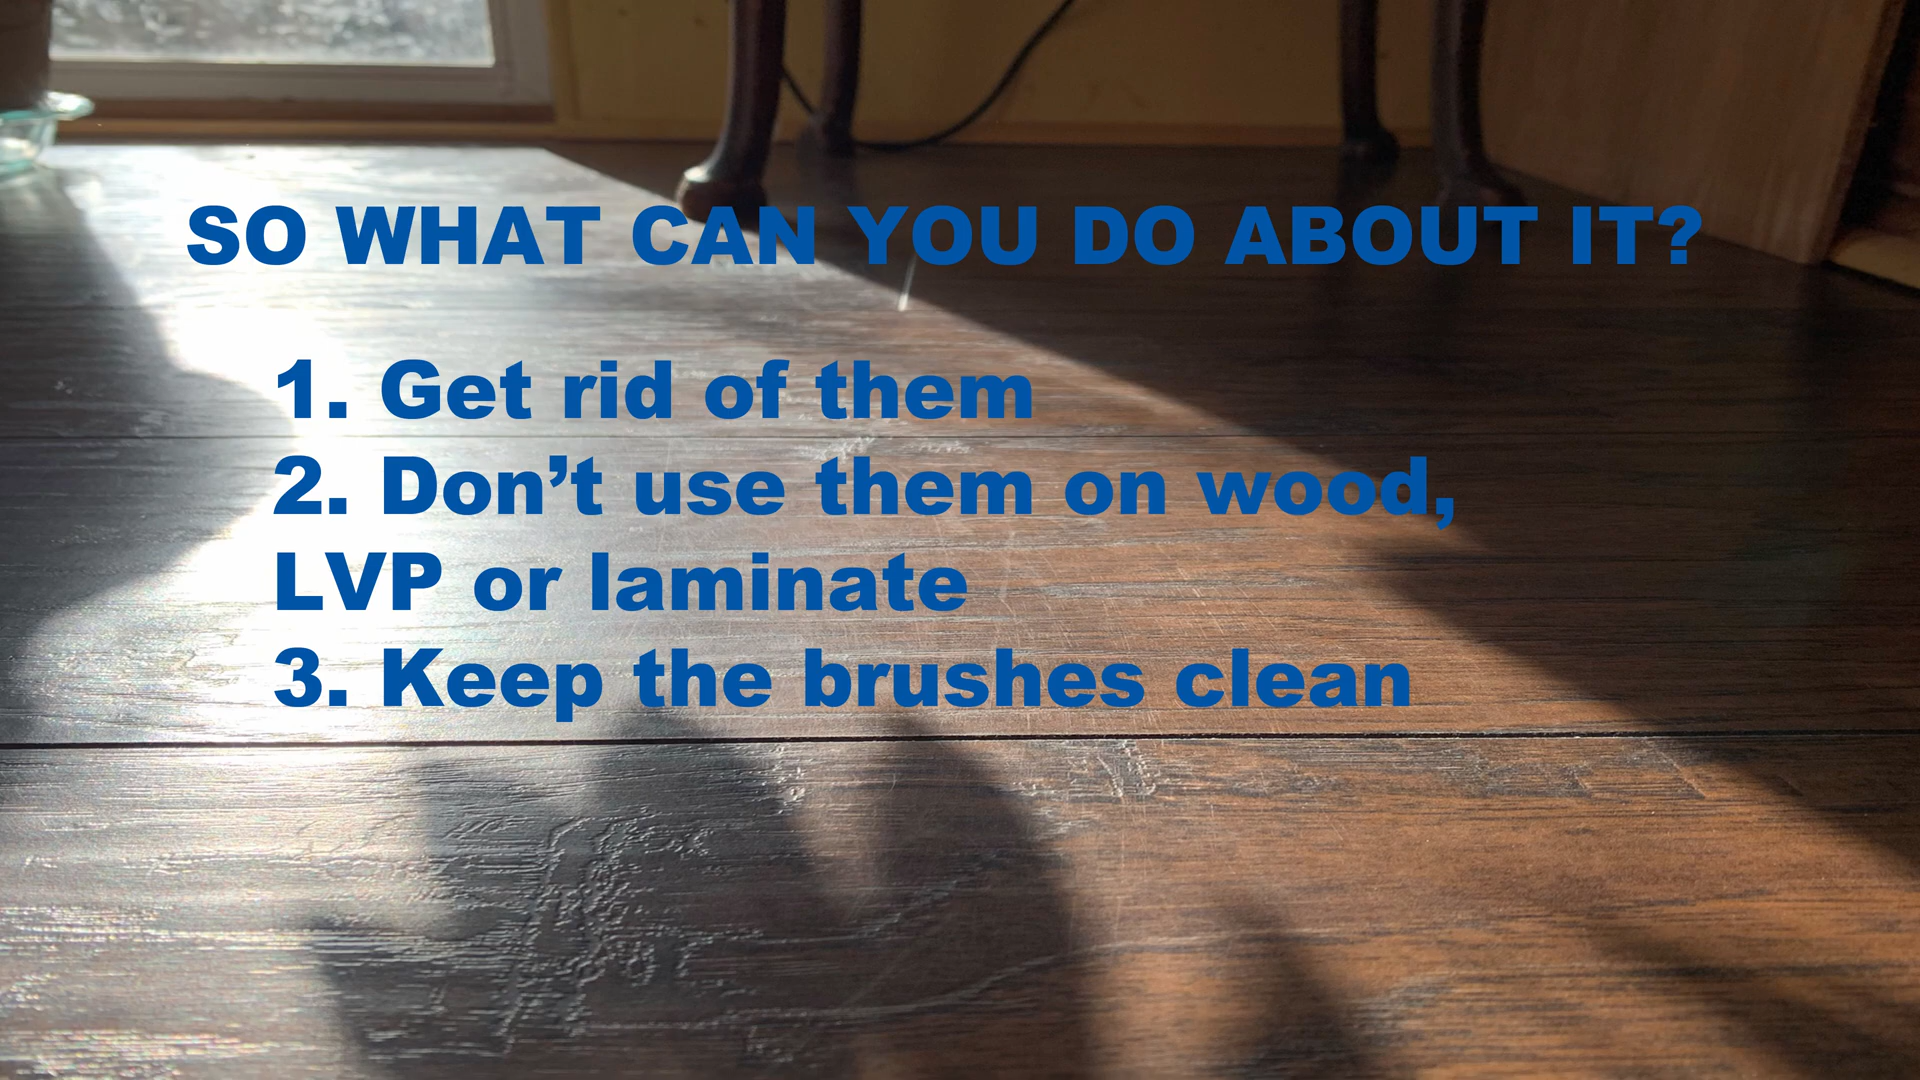 SO WHAT CAN YOU DO ABOUT IT?
1. Get rid of them
2. Don’t use them on wood,
LVP or laminate
3. Keep the brushes clean